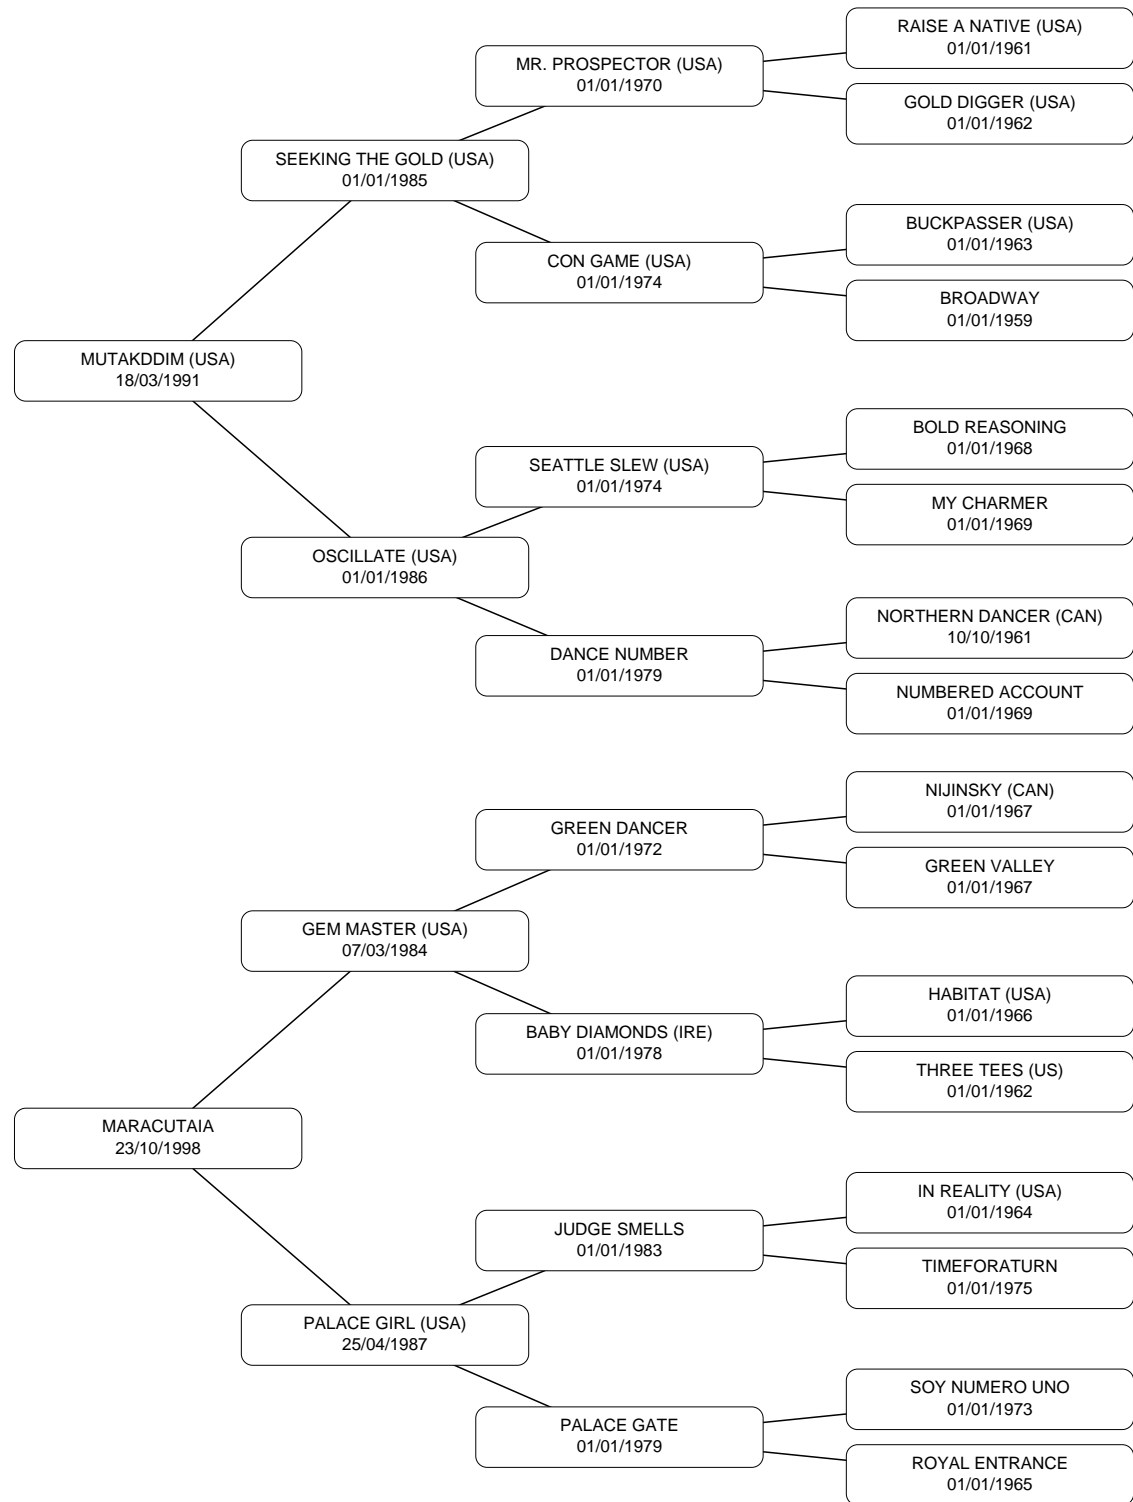 RAISE A NATIVE (USA)
01/01/1961
MR. PROSPECTOR (USA)
01/01/1970
GOLD DIGGER (USA)
01/01/1962
SEEKING THE GOLD (USA)
01/01/1985
BUCKPASSER (USA)
01/01/1963
CON GAME (USA)
01/01/1974
BROADWAY
01/01/1959
MUTAKDDIM (USA)
18/03/1991
BOLD REASONING
01/01/1968
SEATTLE SLEW (USA)
01/01/1974
MY CHARMER
01/01/1969
OSCILLATE (USA)
01/01/1986
NORTHERN DANCER (CAN)
10/10/1961
DANCE NUMBER
01/01/1979
NUMBERED ACCOUNT
01/01/1969
NIJINSKY (CAN)
01/01/1967
GREEN DANCER
01/01/1972
GREEN VALLEY
01/01/1967
GEM MASTER (USA)
07/03/1984
HABITAT (USA)
01/01/1966
BABY DIAMONDS (IRE)
01/01/1978
THREE TEES (US)
01/01/1962
MARACUTAIA
23/10/1998
IN REALITY (USA)
01/01/1964
JUDGE SMELLS
01/01/1983
TIMEFORATURN
01/01/1975
PALACE GIRL (USA)
25/04/1987
SOY NUMERO UNO
01/01/1973
PALACE GATE
01/01/1979
ROYAL ENTRANCE
01/01/1965